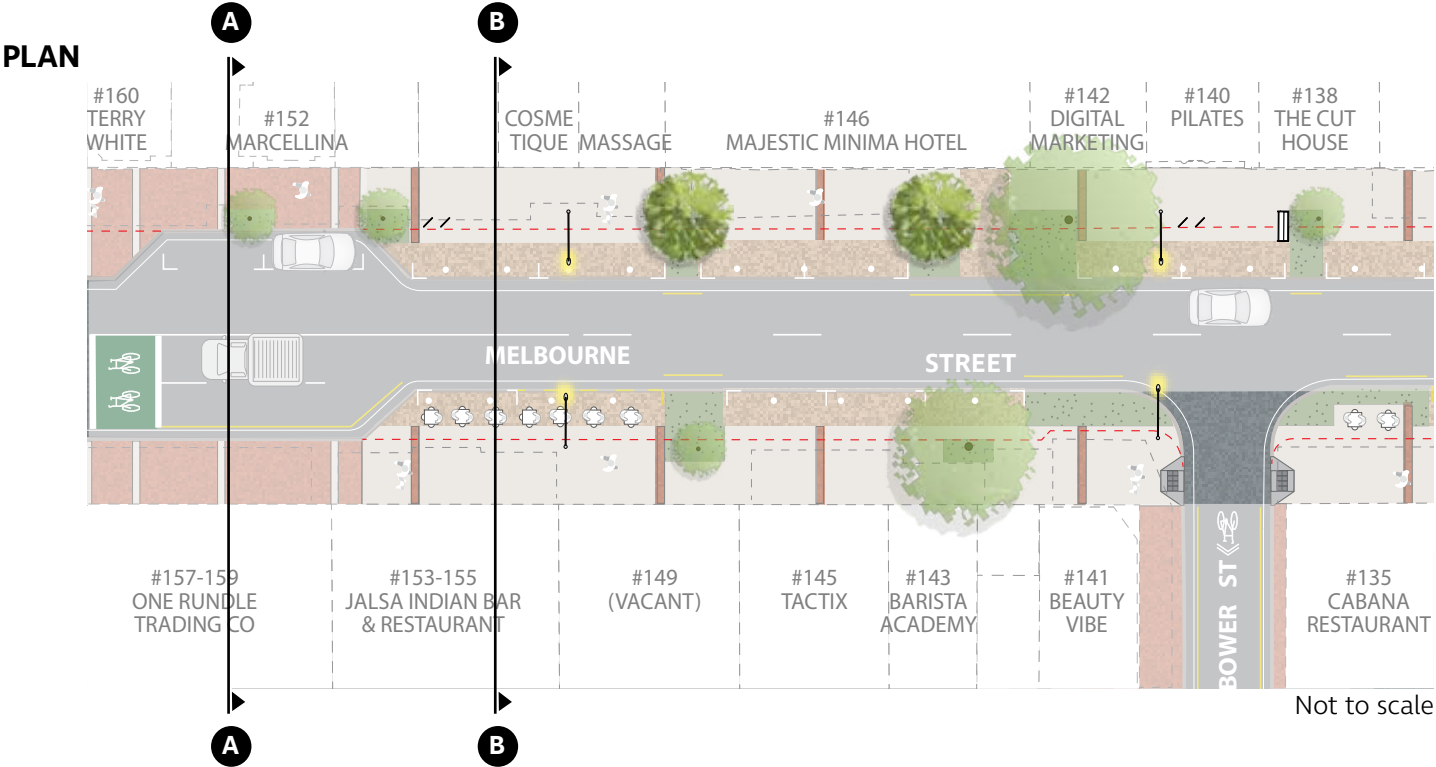 A
B
PLAN
#160
TERRY
WHITE
#152
MARCELLINA
COSME
TIQUE
MASSAGE
#146
MAJESTIC MINIMA HOTEL
#142
DIGITAL
MARKETING
#140
PILATES
#138
THE CUT
HOUSE
MELBOURNE
STREET
#157-159
ONE RUNDLE
TRADING CO
#153-155
JALSA INDIAN BAR
& RESTAURANT
#149
(VACANT)
#145
TACTIX
#143
BARISTA
ACADEMY
#141
BEAUTY
VIBE
BOWER ST
#135
CABANA
RESTAURANT
Not to scale
A
B